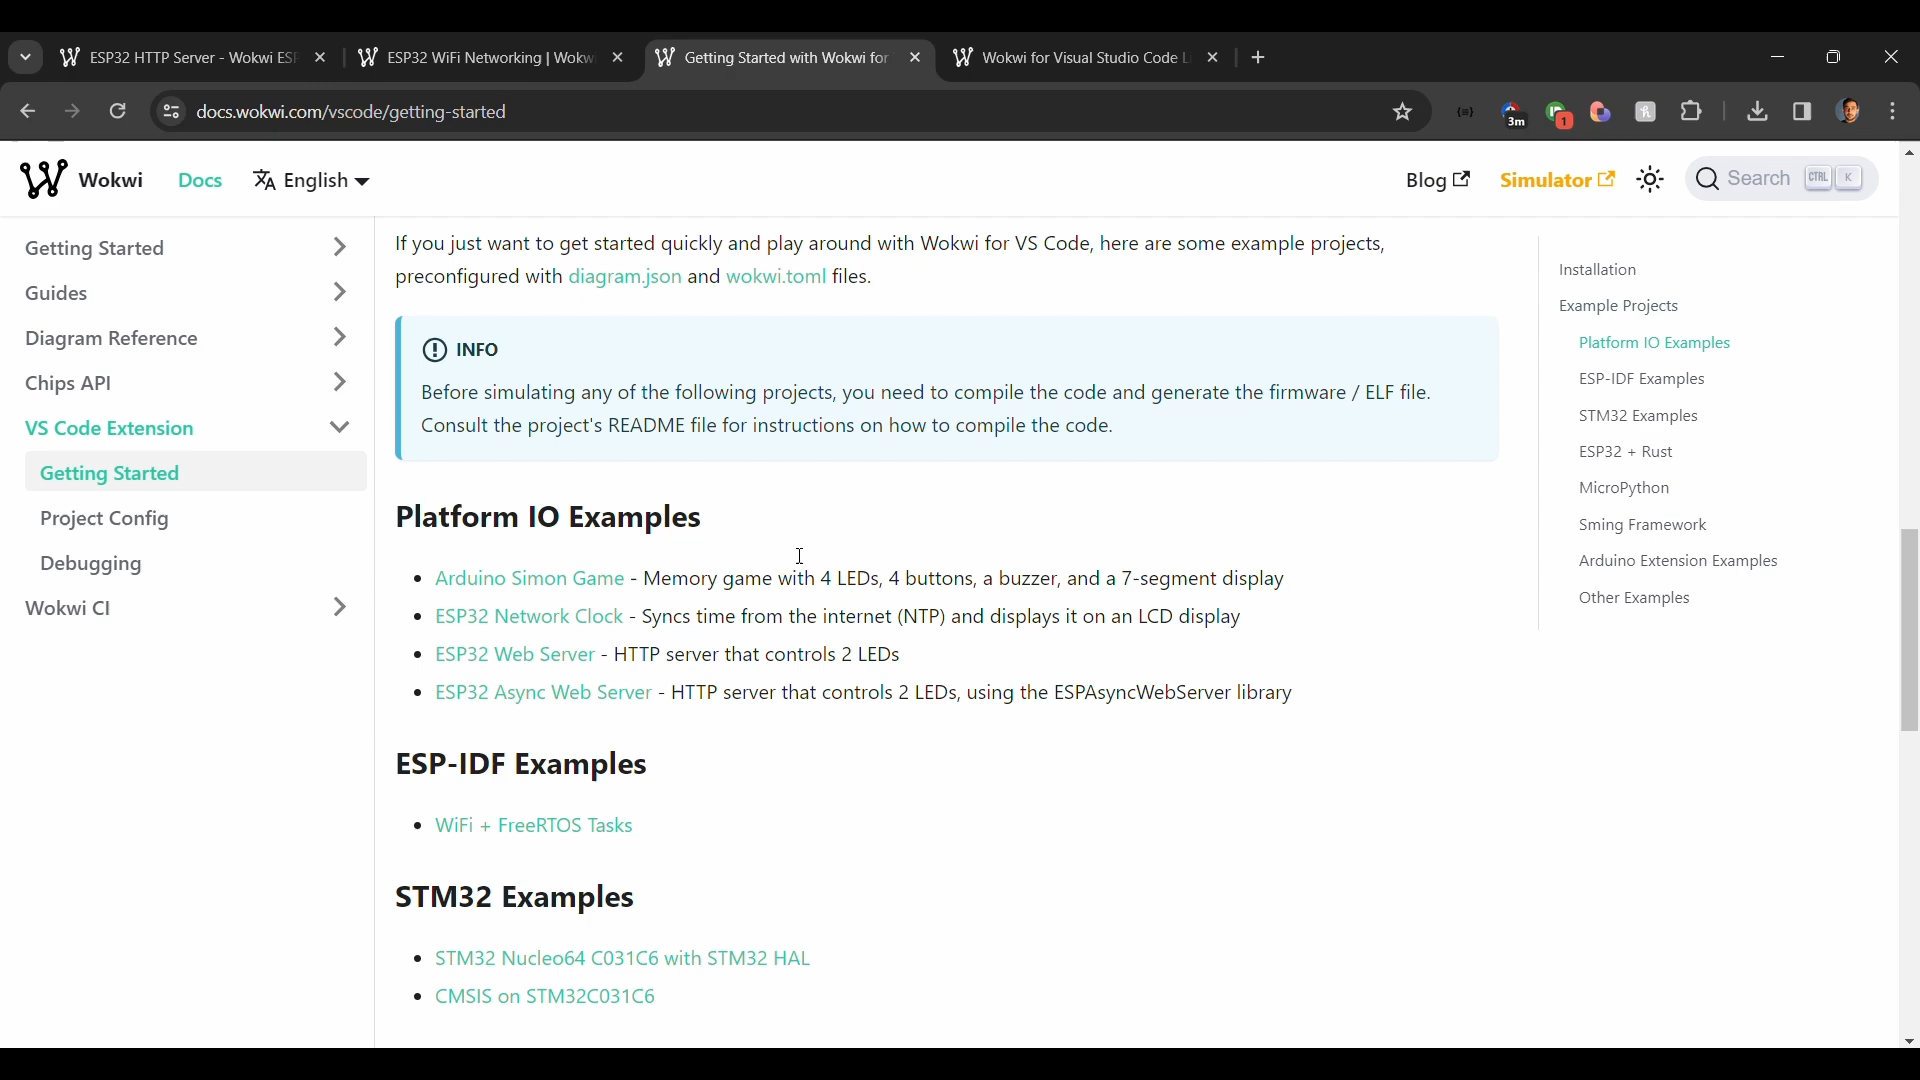 ESP32 HTTP Server - Wokwi ESP
ESP32 WiFi Networking | Wokwi
Getting Started with Wokwi for
Wokwi for Visual Studio Code Li
docs.wokwi.com/vscode/getting-started
3m
1
Wokwi
Docs
English
Blog
Simulator
Search
CTRL
K
Getting Started
Guides
Diagram Reference
Chips API
VS Code Extension
Getting Started
Project Config
Debugging
Wokwi CI
If you just want to get started quickly and play around with Wokwi for VS Code, here are some example projects,
preconfigured with diagram.json and wokwi.toml files.
INFO
Before simulating any of the following projects, you need to compile the code and generate the firmware / ELF file.
Consult the project's README file for instructions on how to compile the code.
Platform IO Examples
Arduino Simon Game - Memory game with 4 LEDs, 4 buttons, a buzzer, and a 7-segment display
ESP32 Network Clock - Syncs time from the internet (NTP) and displays it on an LCD display
ESP32 Web Server - HTTP server that controls 2 LEDs
ESP32 Async Web Server - HTTP server that controls 2 LEDs, using the ESPAsyncWebServer library
ESP-IDF Examples
WiFi + FreeRTOS Tasks
STM32 Examples
STM32 Nucleo64 C031C6 with STM32 HAL
CMSIS on STM32C031C6
Installation
Example Projects
Platform IO Examples
ESP-IDF Examples
STM32 Examples
ESP32 + Rust
MicroPython
Sming Framework
Arduino Extension Examples
Other Examples